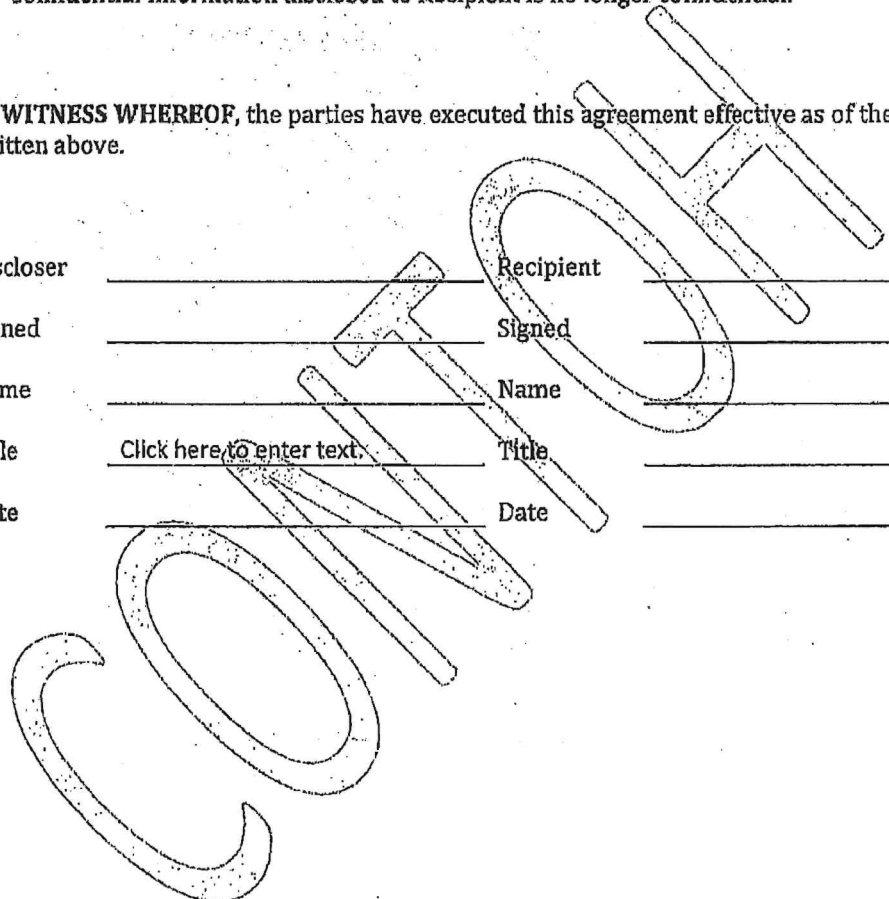 Confidential Information disclosed to Recipient is no longer confidential.
WITNESS WHEREOF, the parties have executed this agreement effective as of the
itten above.
scloser Recipient
ned Signed
me Name
le Click here to enter text. Title
te Date
CONTOH